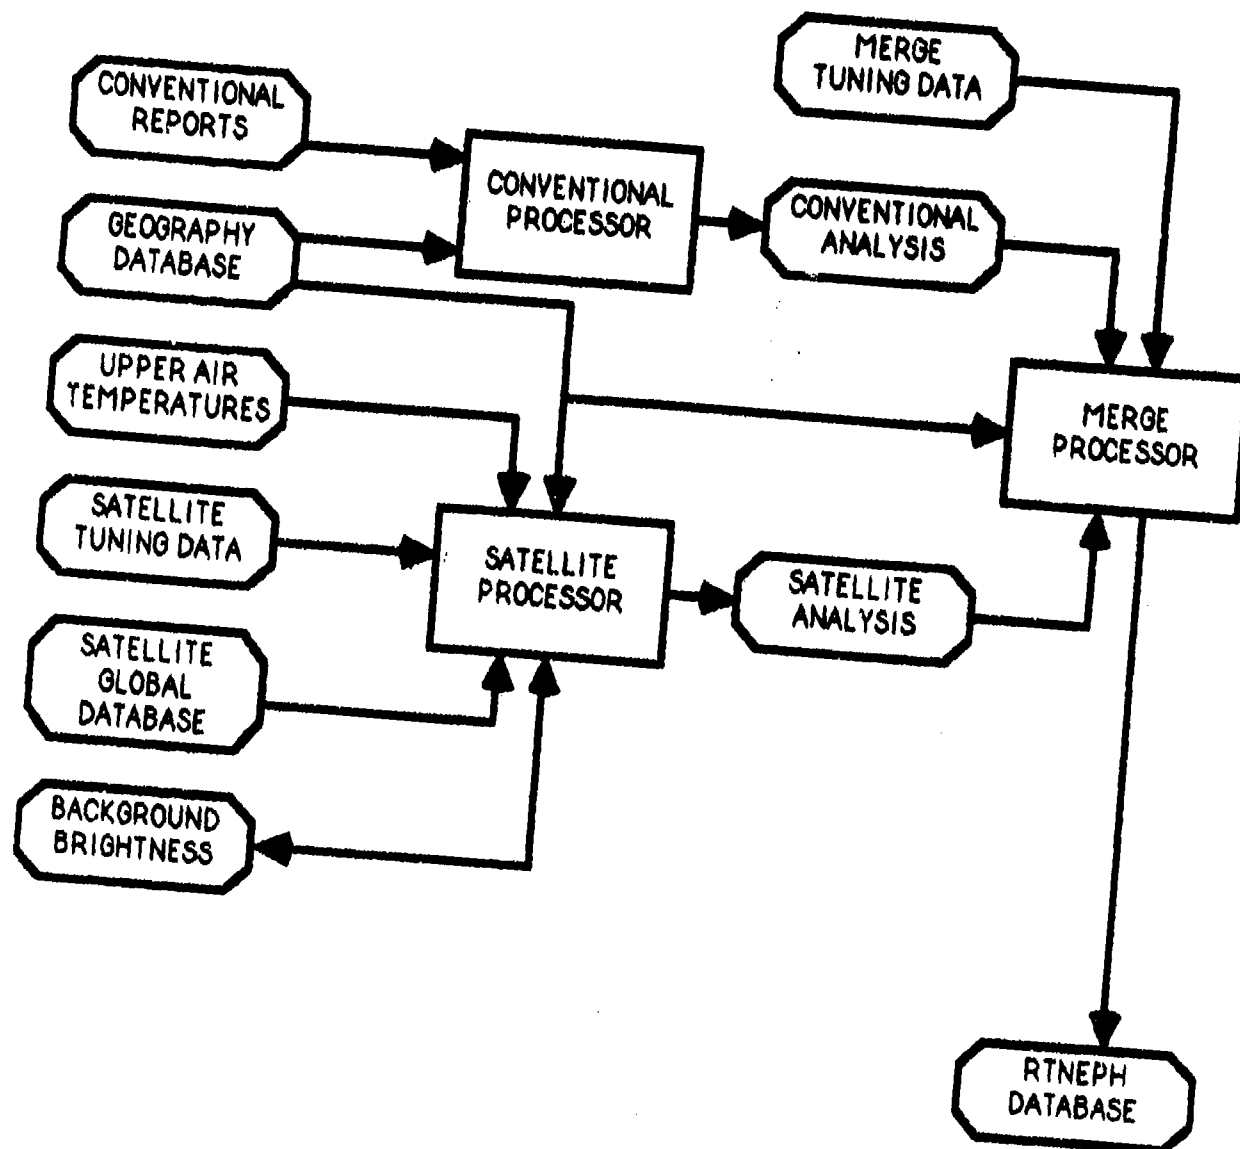 MERGE
TUNING DATA
CONVENTIONAL
REPORTS
CONVENTIONAL
PROCESSOR
CONVENTIONAL
ANALYSIS
GEOGRAPHY
DATABASE
UPPER AIR
TEMPERATURES
MERGE
PROCESSOR
SATELLITE
TUNING DATA
SATELLITE
PROCESSOR
SATELLITE
ANALYSIS
SATELLITE
GLOBAL
DATABASE
BACKGROUND
BRIGHTNESS
RTNEPH
DATABASE